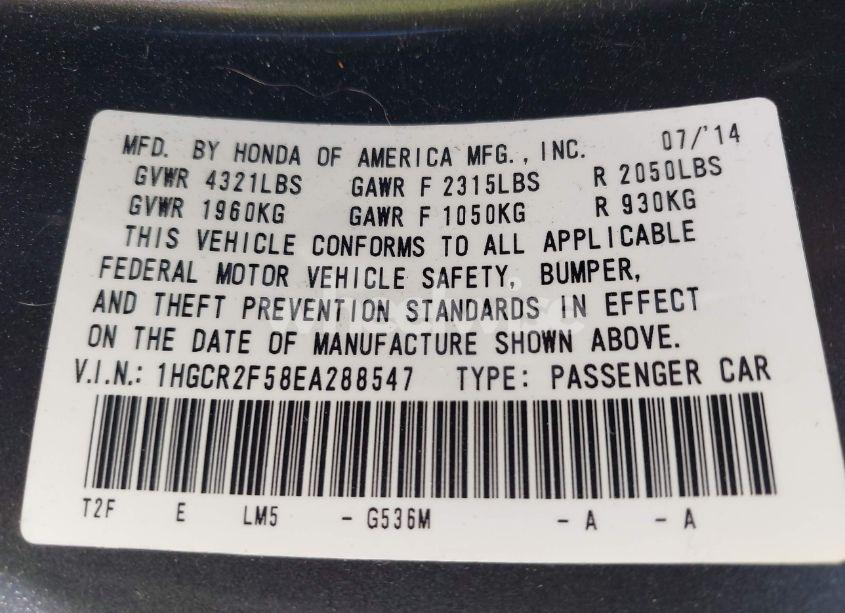 MFD. BY HONDA OF AMERICA MFG., INC. 07/'14
GVWR 4321LBS GAWR F 2315LBS R 2050LBS
GVWR 1960KG GAWR F 1050KG R 930KG
THIS VEHICLE CONFORMS TO ALL APPLICABLE
FEDERAL MOTOR VEHICLE SAFETY, BUMPER,
AND THEFT PREVENTION STANDARDS IN EFFECT
ON THE DATE OF MANUFACTURE SHOWN ABOVE.
V.I.N.: 1HGCR2F58EA288547 TYPE: PASSENGER CAR
T2F E LM5 - G536M - A - A